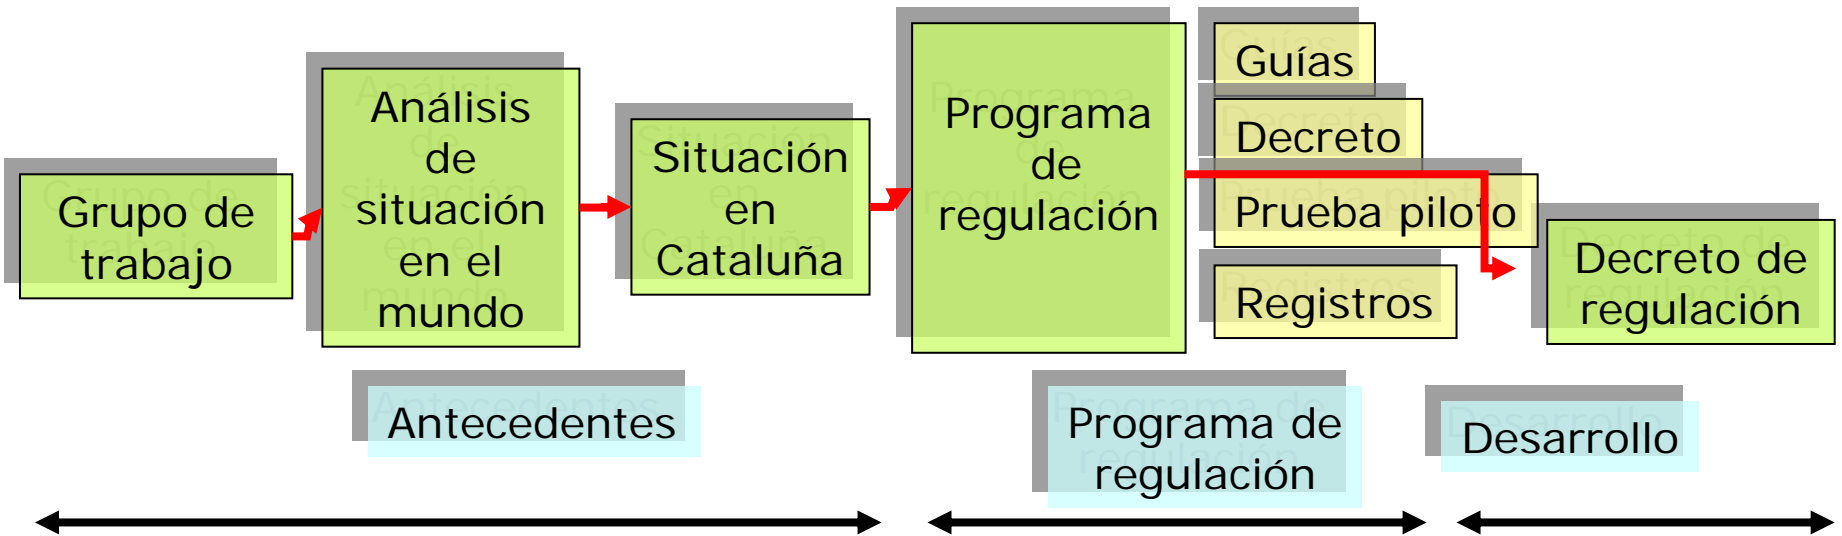 Grupo de
trabajo
Análisis
de
situación
en el
mundo
Situación
en
Cataluña
Programa
de
regulación
Guías
Decreto
Prueba piloto
Registros
Decreto de
regulación
Antecedentes
Programa de
regulación
Desarrollo